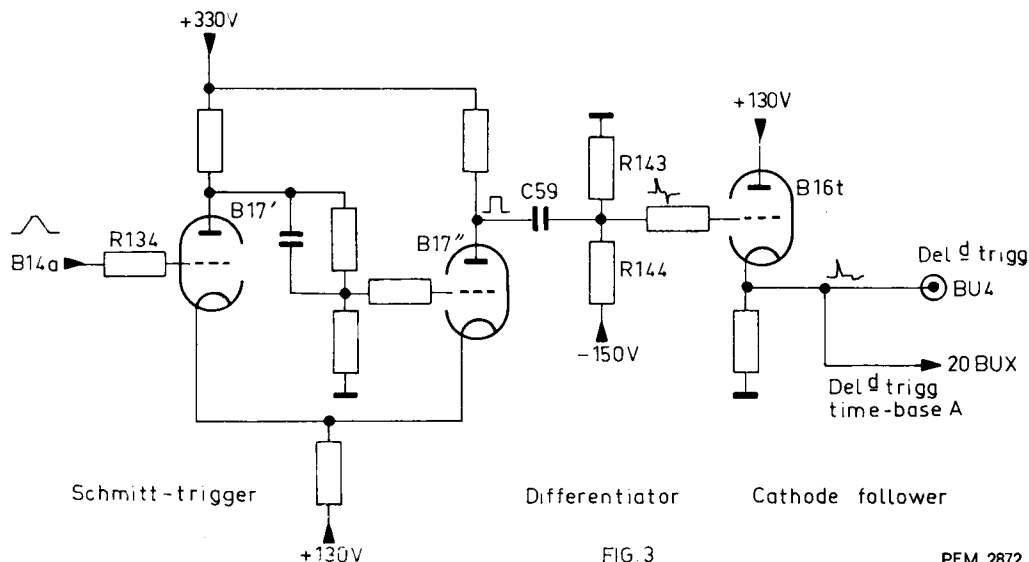 +330V
+130V
B17'
R134
B14a
B17"
C59
R143
R144
-150V
B16t
Del d trigg
BU4
20 BUX
Del d trigg
time-base A
Schmitt-trigger
Differentiator
Cathode follower
+130V
FIG. 3
PEM 2872